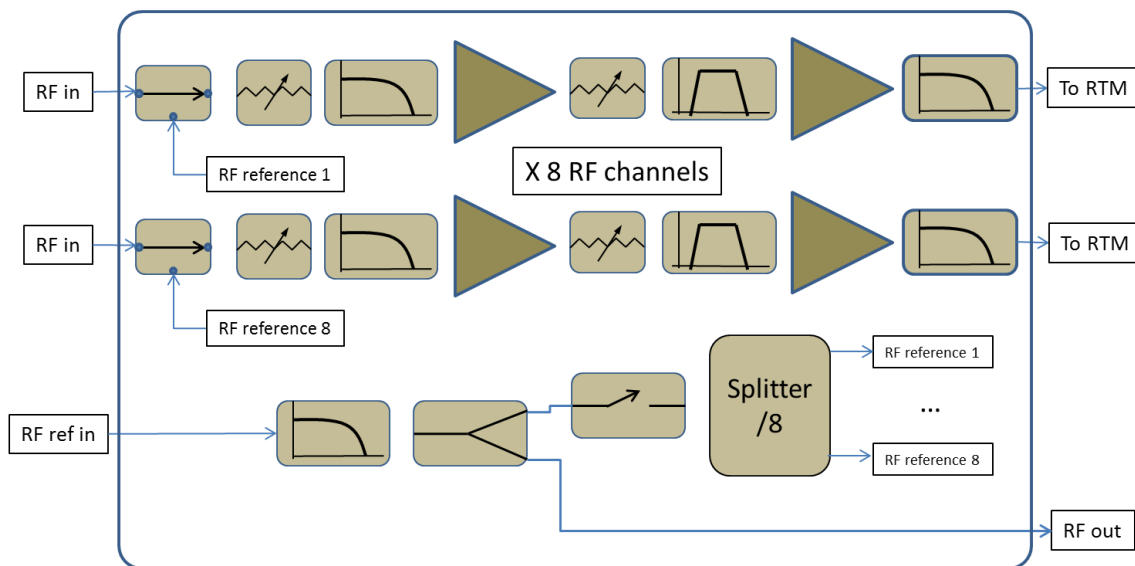 RF in
To RTM
RF reference 1
X 8 RF channels
RF in
To RTM
RF reference 8
Splitter
/8
RF reference 1
...
RF ref in
RF reference 8
RF out